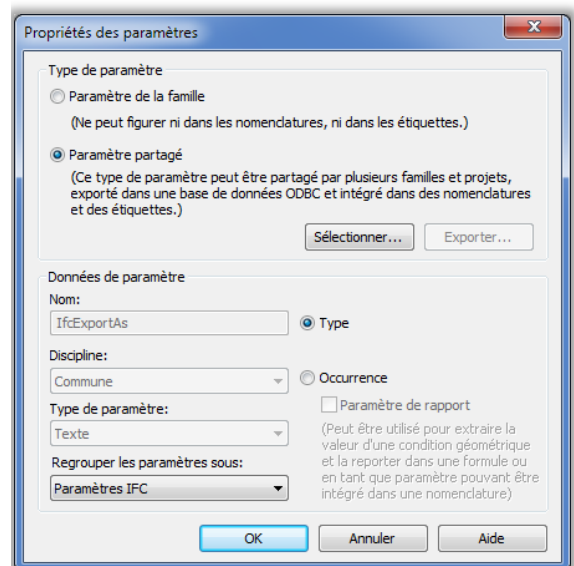 Propriétés des paramètres
Type de paramètre
Paramètre de la famille
(Ne peut figurer ni dans les nomenclatures, ni dans les étiquettes.)
Paramètre partagé
(Ce type de paramètre peut être partagé par plusieurs familles et projets,
exporté dans une base de données ODBC et intégré dans des nomenclatures
et des étiquettes.)
Sélectionner... Exporter...
Données de paramètre
Nom:
IfcExportAs Type
Discipline:
Commune Occurrence
Paramètre de rapport
Type de paramètre:
Texte
(Peut être utilisé pour extraire la
valeur d'une condition géométrique
et la reporter dans une formule ou
en tant que paramètre pouvant être
intégré dans une nomenclature)
Regrouper les paramètres sous:
Paramètres IFC
OK Annuler Aide